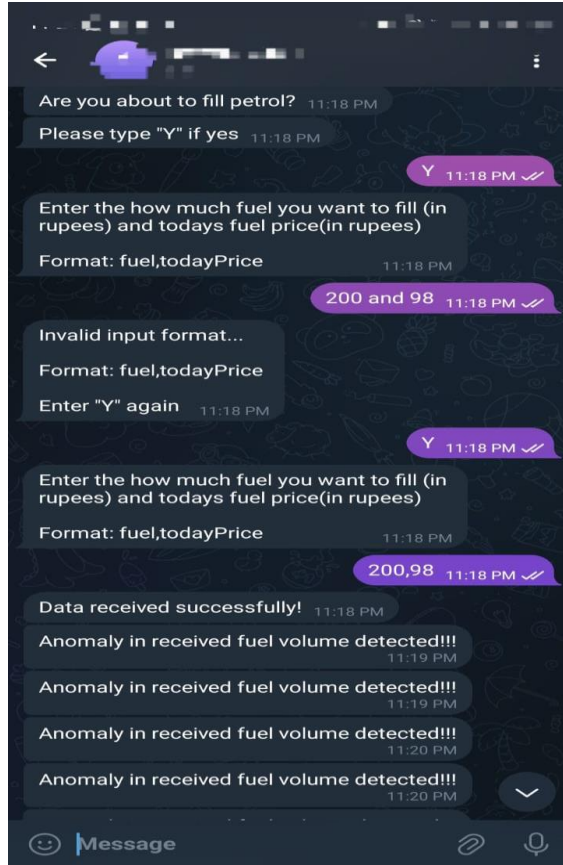 Are you about to fill petrol? 11:18 PM
Please type "Y" if yes 11:18 PM
Y 11:18 PM
Enter the how much fuel you want to fill (in
rupees) and todays fuel price(in rupees)
Format: fuel,todayPrice 11:18 PM
200 and 98 11:18 PM
Invalid input format...
Format: fuel,todayPrice
Enter "Y" again 11:18 PM
Y 11:18 PM
Enter the how much fuel you want to fill (in
rupees) and todays fuel price(in rupees)
Format: fuel,todayPrice 11:18 PM
200,98 11:18 PM
Data received successfully! 11:18 PM
Anomaly in received fuel volume detected!!!
11:19 PM
Anomaly in received fuel volume detected!!!
11:19 PM
Anomaly in received fuel volume detected!!!
11:20 PM
Anomaly in received fuel volume detected!!!
11:20 PM
Message